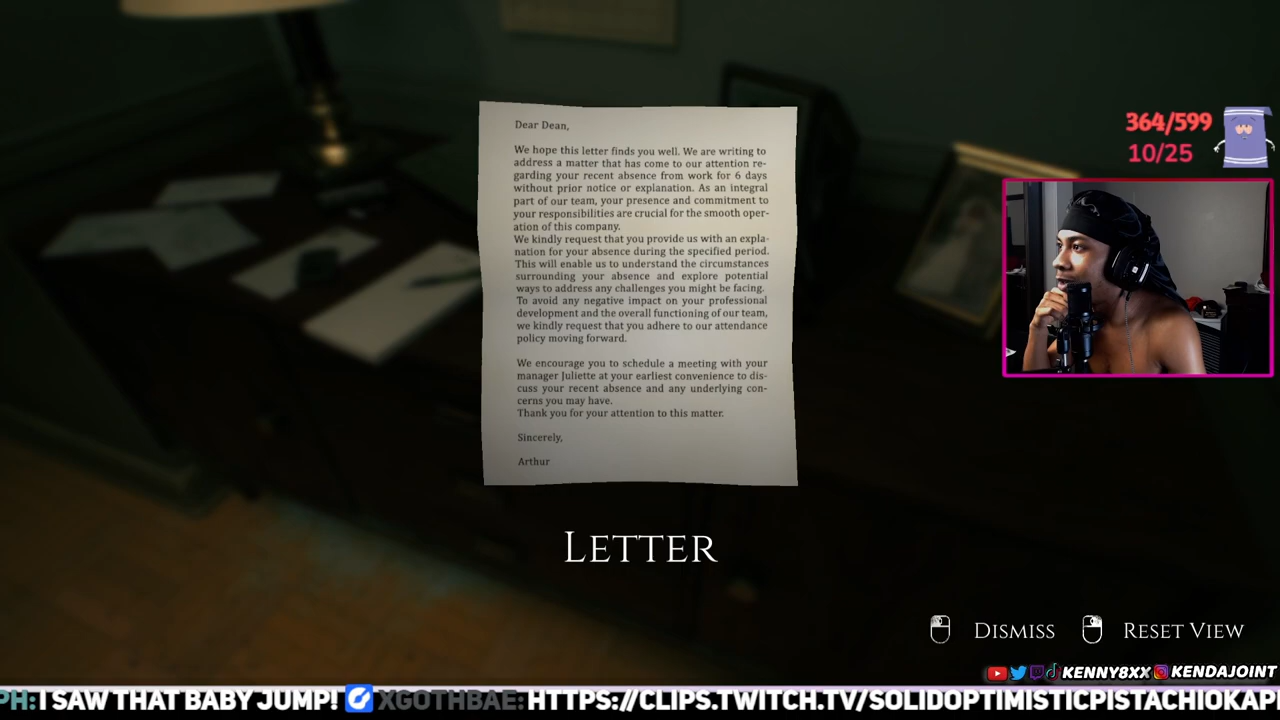 Dear Dean,
We hope this letter finds you well. We are writing to
address a matter that has come to our attention re-
garding your recent absence from work for 6 days
without prior notice or explanation. As an integral
part of our team, your presence and commitment to
your responsibilities are crucial for the smooth oper-
ation of this company.
We kindly request that you provide us with an expla-
nation for your absence during the specified period.
This will enable us to understand the circumstances
surrounding your absence and explore potential
ways to address any challenges you might be facing.
To avoid any negative impact on your professional
development and the overall functioning of our team,
we kindly request that you adhere to our attendance
policy moving forward.
We encourage you to schedule a meeting with your
manager Juliette at your earliest convenience to dis-
cuss your recent absence and any underlying con-
cerns you may have.
Thank you for your attention to this matter.
Sincerely,
Arthur
364/599
10/25
LETTER
DISMISS
RESET VIEW
KENNY8XX KENDAJOINT
PH: I SAW THAT BABY JUMP! XGOTHBAE: HTTPS://CLIPS.TWITCH.TV/SOLIDOPTIMISTICPISTACHIOKAP